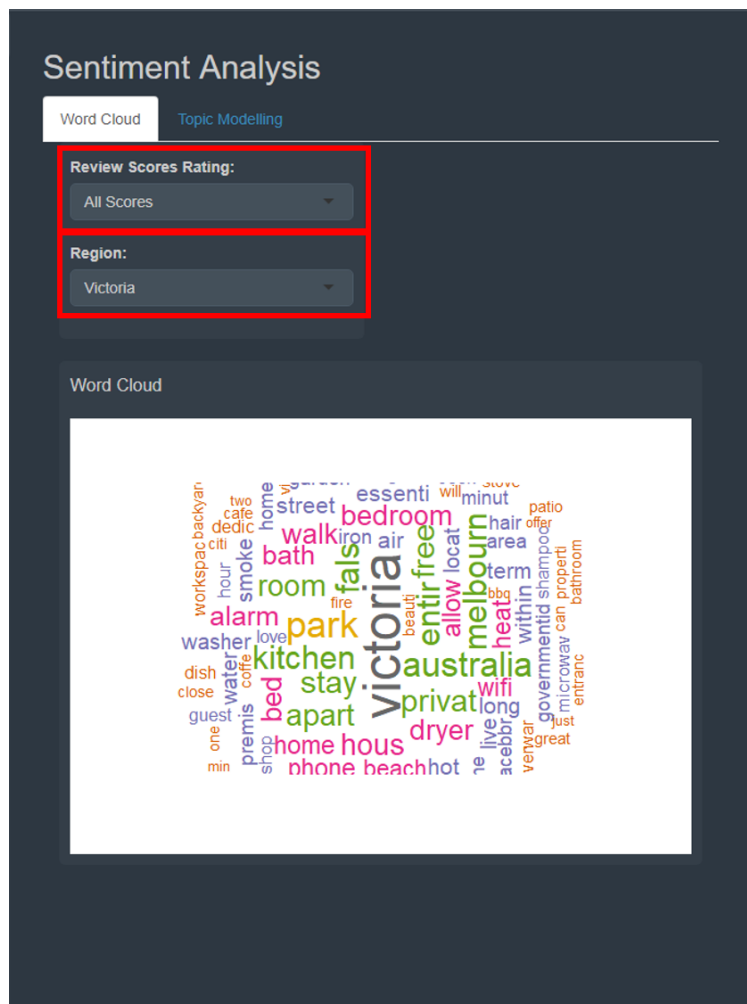 Sentiment Analysis
Word Cloud Topic Modelling
Review Scores Rating:
All Scores
Region:
Victoria
Word Cloud
essenti
will
minut
two
cafe
dedic
citi
backyar
workspac
home
street
bedroom
patio
hair
offer
walk
iron
air
free
locat
melbourn
area
bath
smoke
hour
fals
victoria
room
fire
entir
beauti
allow
term
bbq
heat
within
shampoo
properti
bathroom
can
alarm
park
washer
love
kitchen
australia
governmentid
microwav
entranc
dish
close
water
coffe
stay
privat
wifi
long
guest
bed
apart
dryer
live
just
great
one
premis
shop
home
hous
acebbr
verwar
min
phone
beach
hot